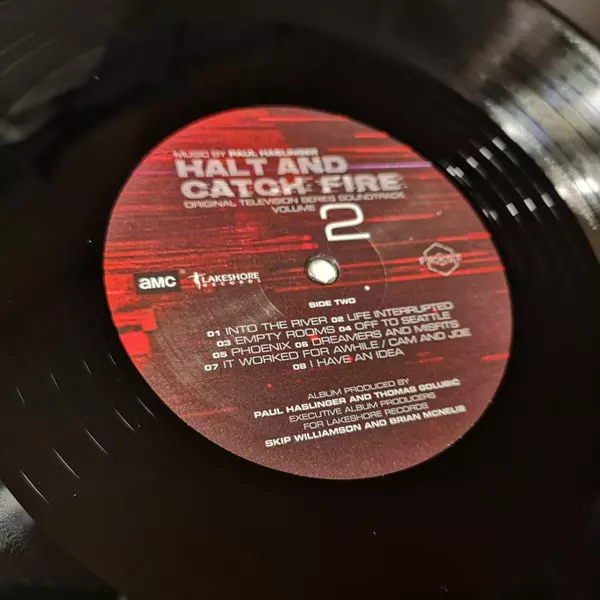 MUSIC BY PAUL HASLINGER
HALT AND
CATCH FIRE
ORIGINAL TELEVISION SERIES SOUNDTRACK
VOLUME 2
amc
LAKESHORE
RECORDS
SIDE TWO
01 INTO THE RIVER 02 LIFE INTERRUPTED
03 EMPTY ROOMS 04 OFF TO SEATTLE
05 PHOENIX 06 DREAMERS AND MISFITS
07 IT WORKED FOR AWHILE / CAM AND JOE
08 I HAVE AN IDEA
ALBUM PRODUCED BY
PAUL HASLINGER AND THOMAS GOLUBIĆ
EXECUTIVE ALBUM PRODUCERS
FOR LAKESHORE RECORDS
SKIP WILLIAMSON AND BRIAN MCNELIS